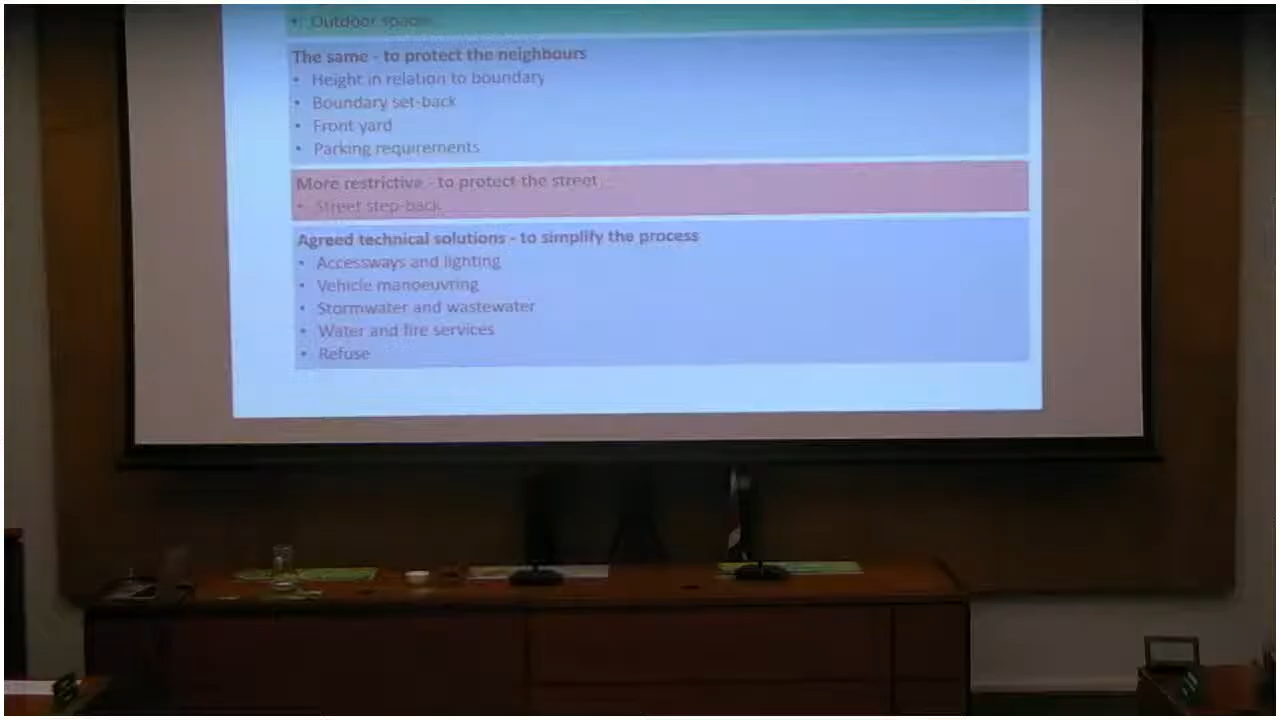 • Outdoor space
The same - to protect the neighbours
• Height in relation to boundary
• Boundary set-back
• Front yard
• Parking requirements
More restrictive - to protect the street
• Street step-back
Agreed technical solutions - to simplify the process
• Accessways and lighting
• Vehicle manoeuvring
• Stormwater and wastewater
• Water and fire services
• Refuse